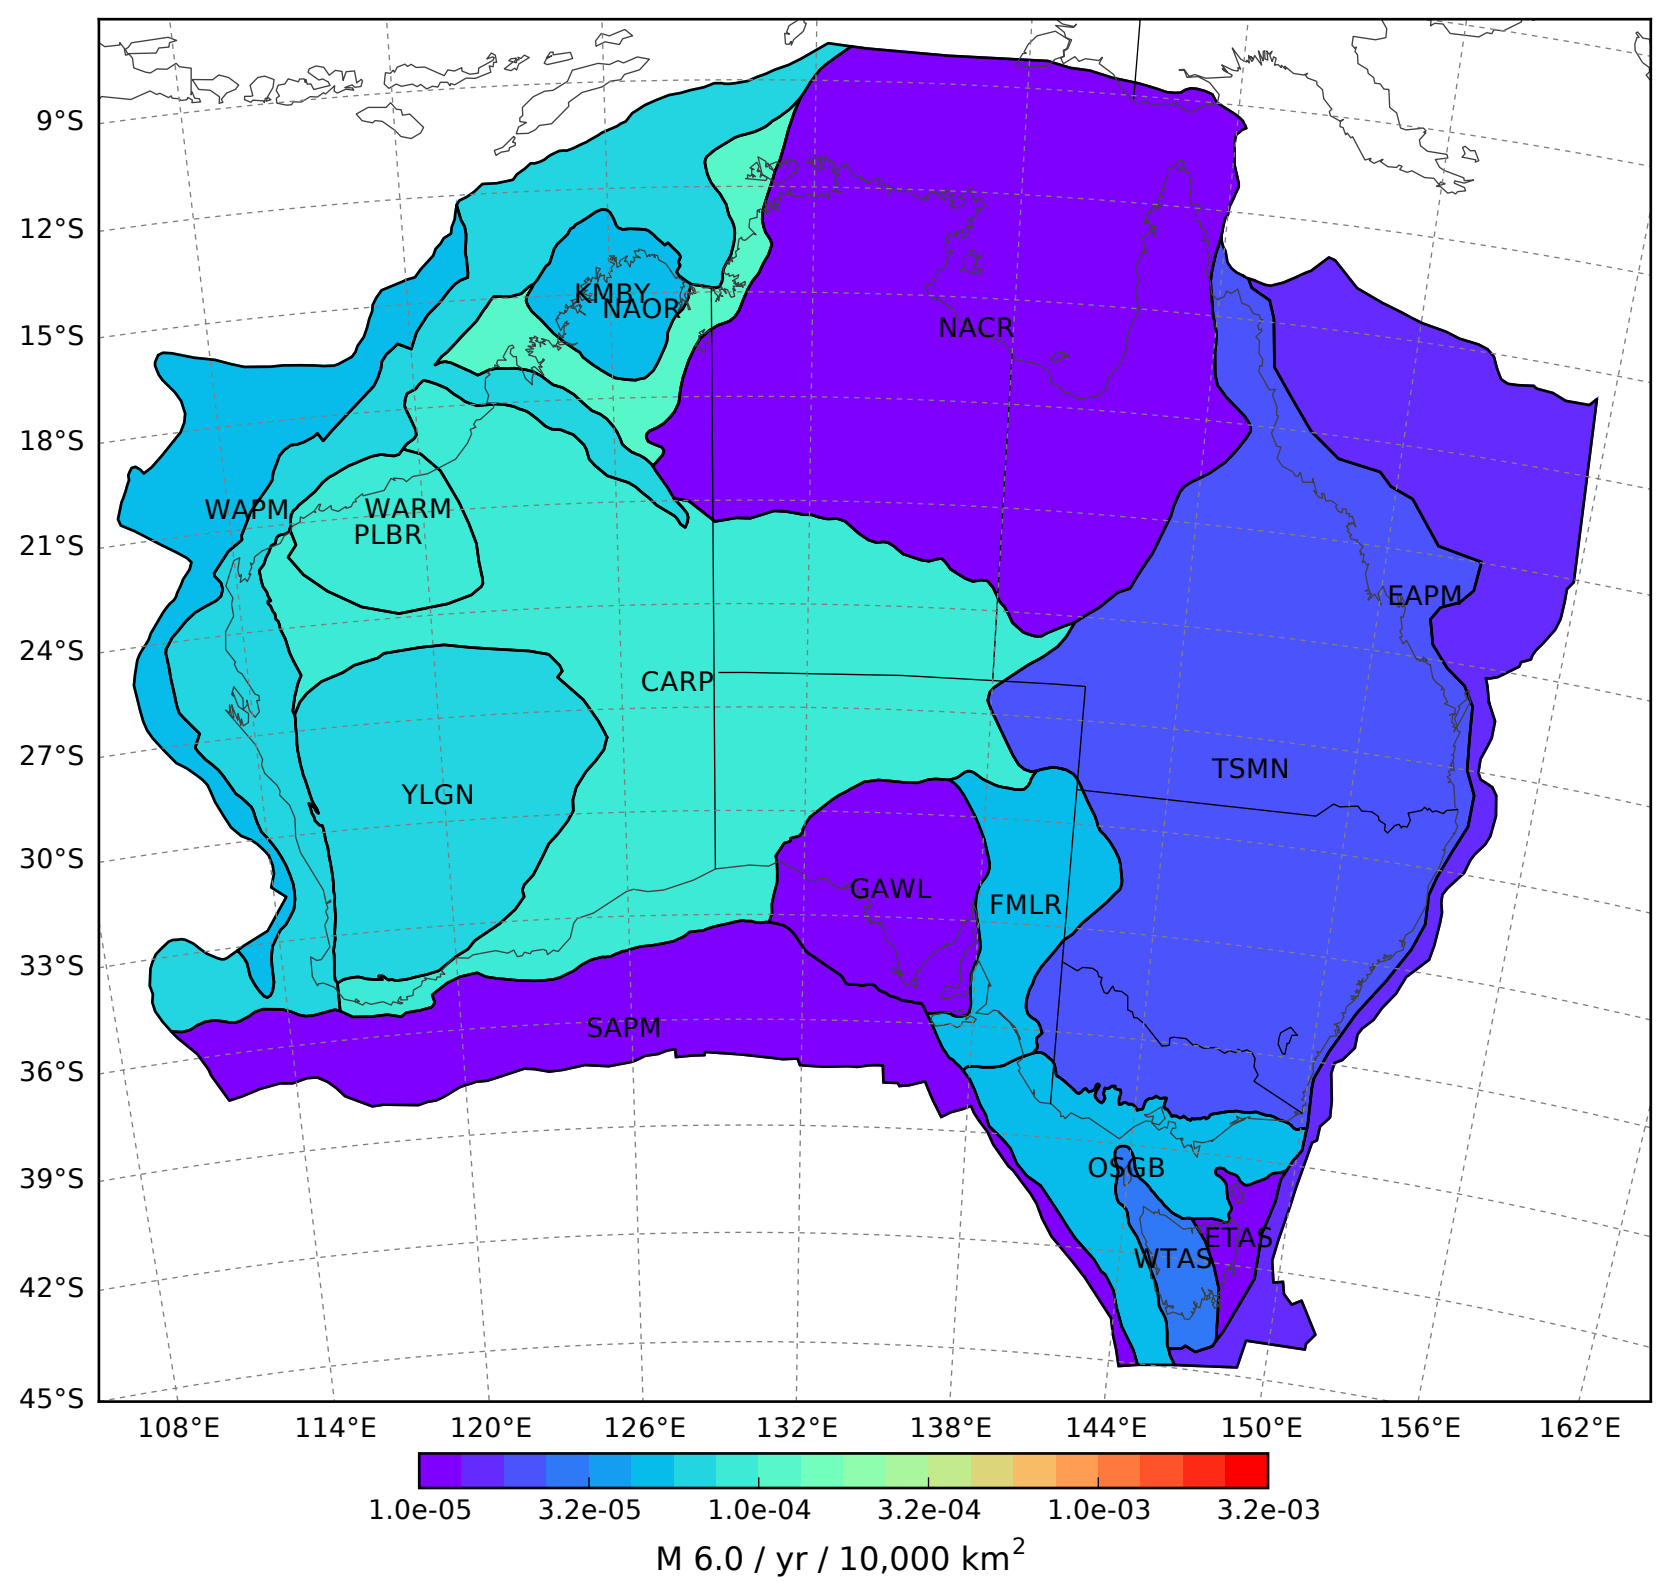 9°S
12°S
KMBY
NAOR
NACR
15°S
18°S
WAPM
WARM
PLBR
21°S
EAPM
24°S
CARP
27°S
TSMN
YLGN
30°S
GAWL
FMLR
33°S
SAPM
36°S
OSGB
39°S
ETAS
WTAS
42°S
45°S
108°E 114°E 120°E 126°E 132°E 138°E 144°E 150°E 156°E 162°E
1.0e-05 3.2e-05 1.0e-04 3.2e-04 1.0e-03 3.2e-03
M 6.0 / yr / 10,000 km²